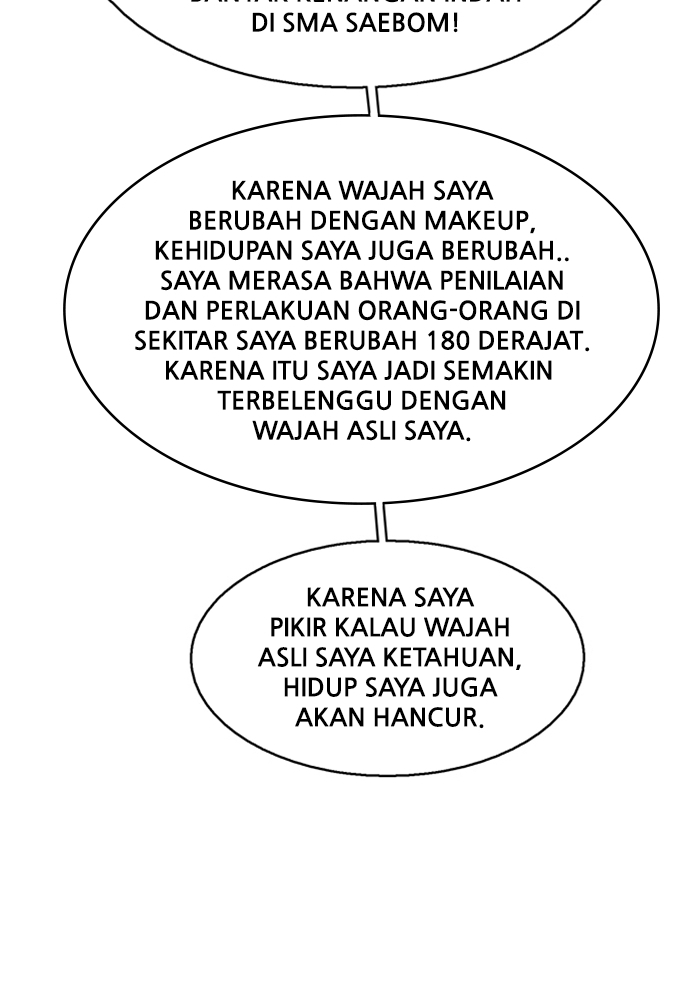 DI SMA SAEBOM!
KARENA WAJAH SAYA
BERUBAH DENGAN MAKEUP,
KEHIDUPAN SAYA JUGA BERUBAH..
SAYA MERASA BAHWA PENILAIAN
DAN PERLAKUAN ORANG-ORANG DI
SEKITAR SAYA BERUBAH 180 DERAJAT.
KARENA ITU SAYA JADI SEMAKIN
TERBELENGGU DENGAN
WAJAH ASLI SAYA.
KARENA SAYA
PIKIR KALAU WAJAH
ASLI SAYA KETAHUAN,
HIDUP SAYA JUGA
AKAN HANCUR.